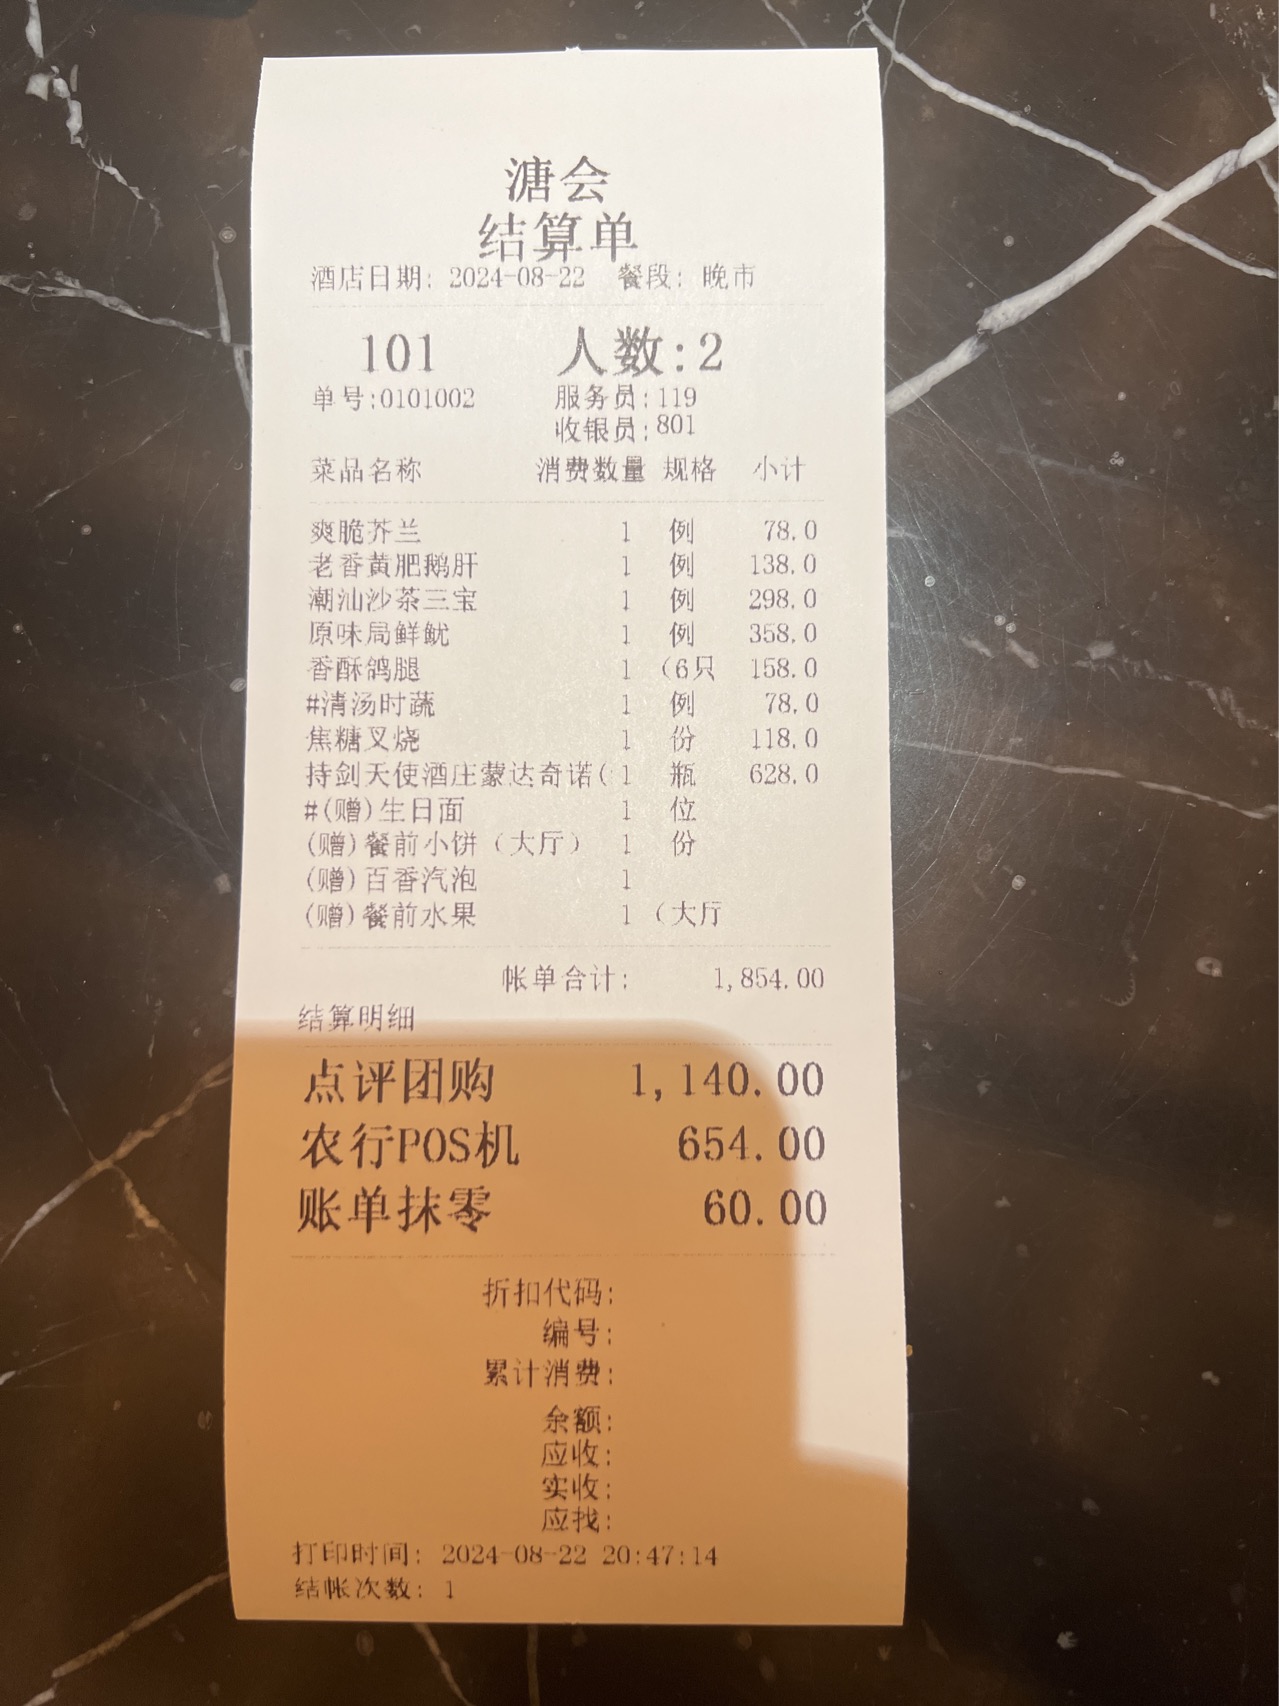 溏会
结算单
酒店日期: 2024-08-22 餐段: 晚市
101 人数:2
单号:0101002 服务员:119
收银员:801
菜品名称 消费数量 规格 小计
爽脆芥兰 1 例 78.0
老香黄肥鹅肝 1 例 138.0
潮汕沙茶三宝 1 例 298.0
原味局鲜鱿 1 例 358.0
香酥鸽腿 1 (6只 158.0
#清汤时蔬 1 例 78.0
焦糖叉烧 1 份 118.0
持剑天使酒庄蒙达奇诺( 1 瓶 628.0
#(赠)生日面 1 位
(赠)餐前小饼（大厅） 1 份
(赠)百香汽泡 1
(赠)餐前水果 1 （大厅
帐单合计: 1,854.00
结算明细
点评团购 1,140.00
农行POS机 654.00
账单抹零 60.00
折扣代码:
编号:
累计消费:
余额:
应收:
实收:
应找:
打印时间: 2024-08-22 20:47:14
结帐次数: 1